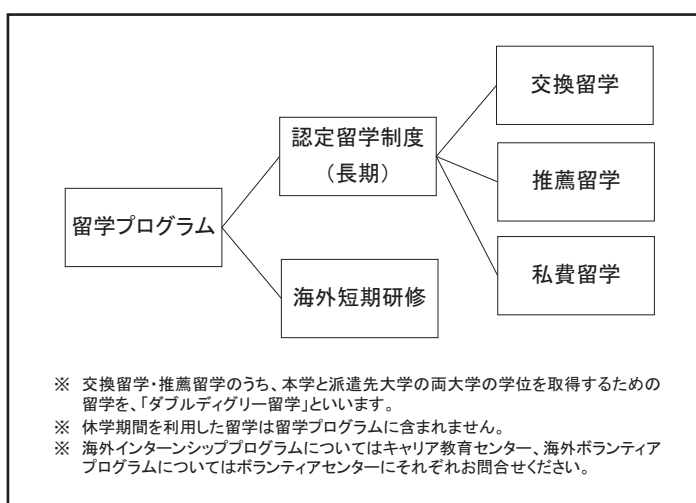 交換留学
認定留学制度
（長期）
推薦留学
留学プログラム
私費留学
海外短期研修
※ 交換留学・推薦留学のうち、本学と派遣先大学の両大学の学位を取得するための
留学を、「ダブルディグリー留学」といいます。
※ 休学期間を利用した留学は留学プログラムに含まれません。
※ 海外インターンシッププログラムについてはキャリア教育センター、海外ボランティア
プログラムについてはボランティアセンターにそれぞれお問合せください。